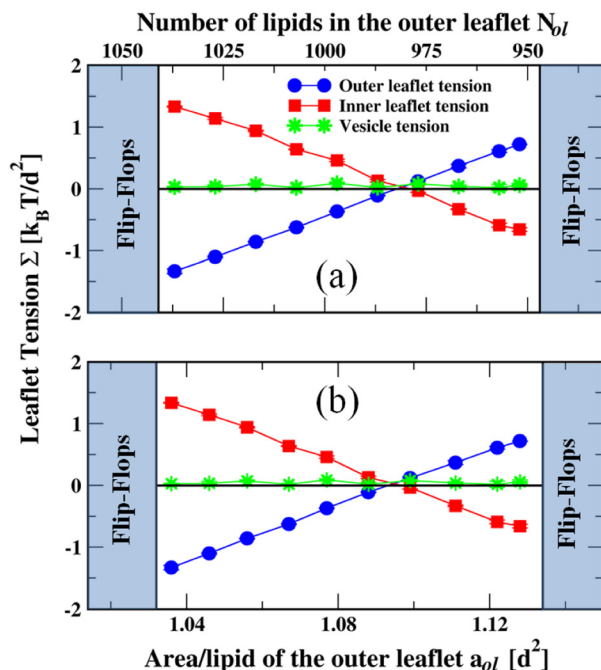 Number of lipids in the outer leaflet N_ol
1050 1025 1000 975 950
Leaflet Tension Σ [k_BT/d²]
2
1
0
-1
-2
Flip-Flops
Outer leaflet tension
Inner leaflet tension
Vesicle tension
(a)
Flip-Flops
2
1
0
-1
-2
Flip-Flops
(b)
Flip-Flops
1.04 1.08 1.12
Area/lipid of the outer leaflet a_ol [d²]